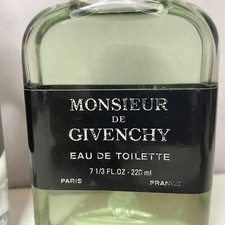 MONSIEUR
DE
GIVENCHY
EAU DE TOILETTE
7 1/3 FL.OZ - 220 ml
PARIS FRANCE